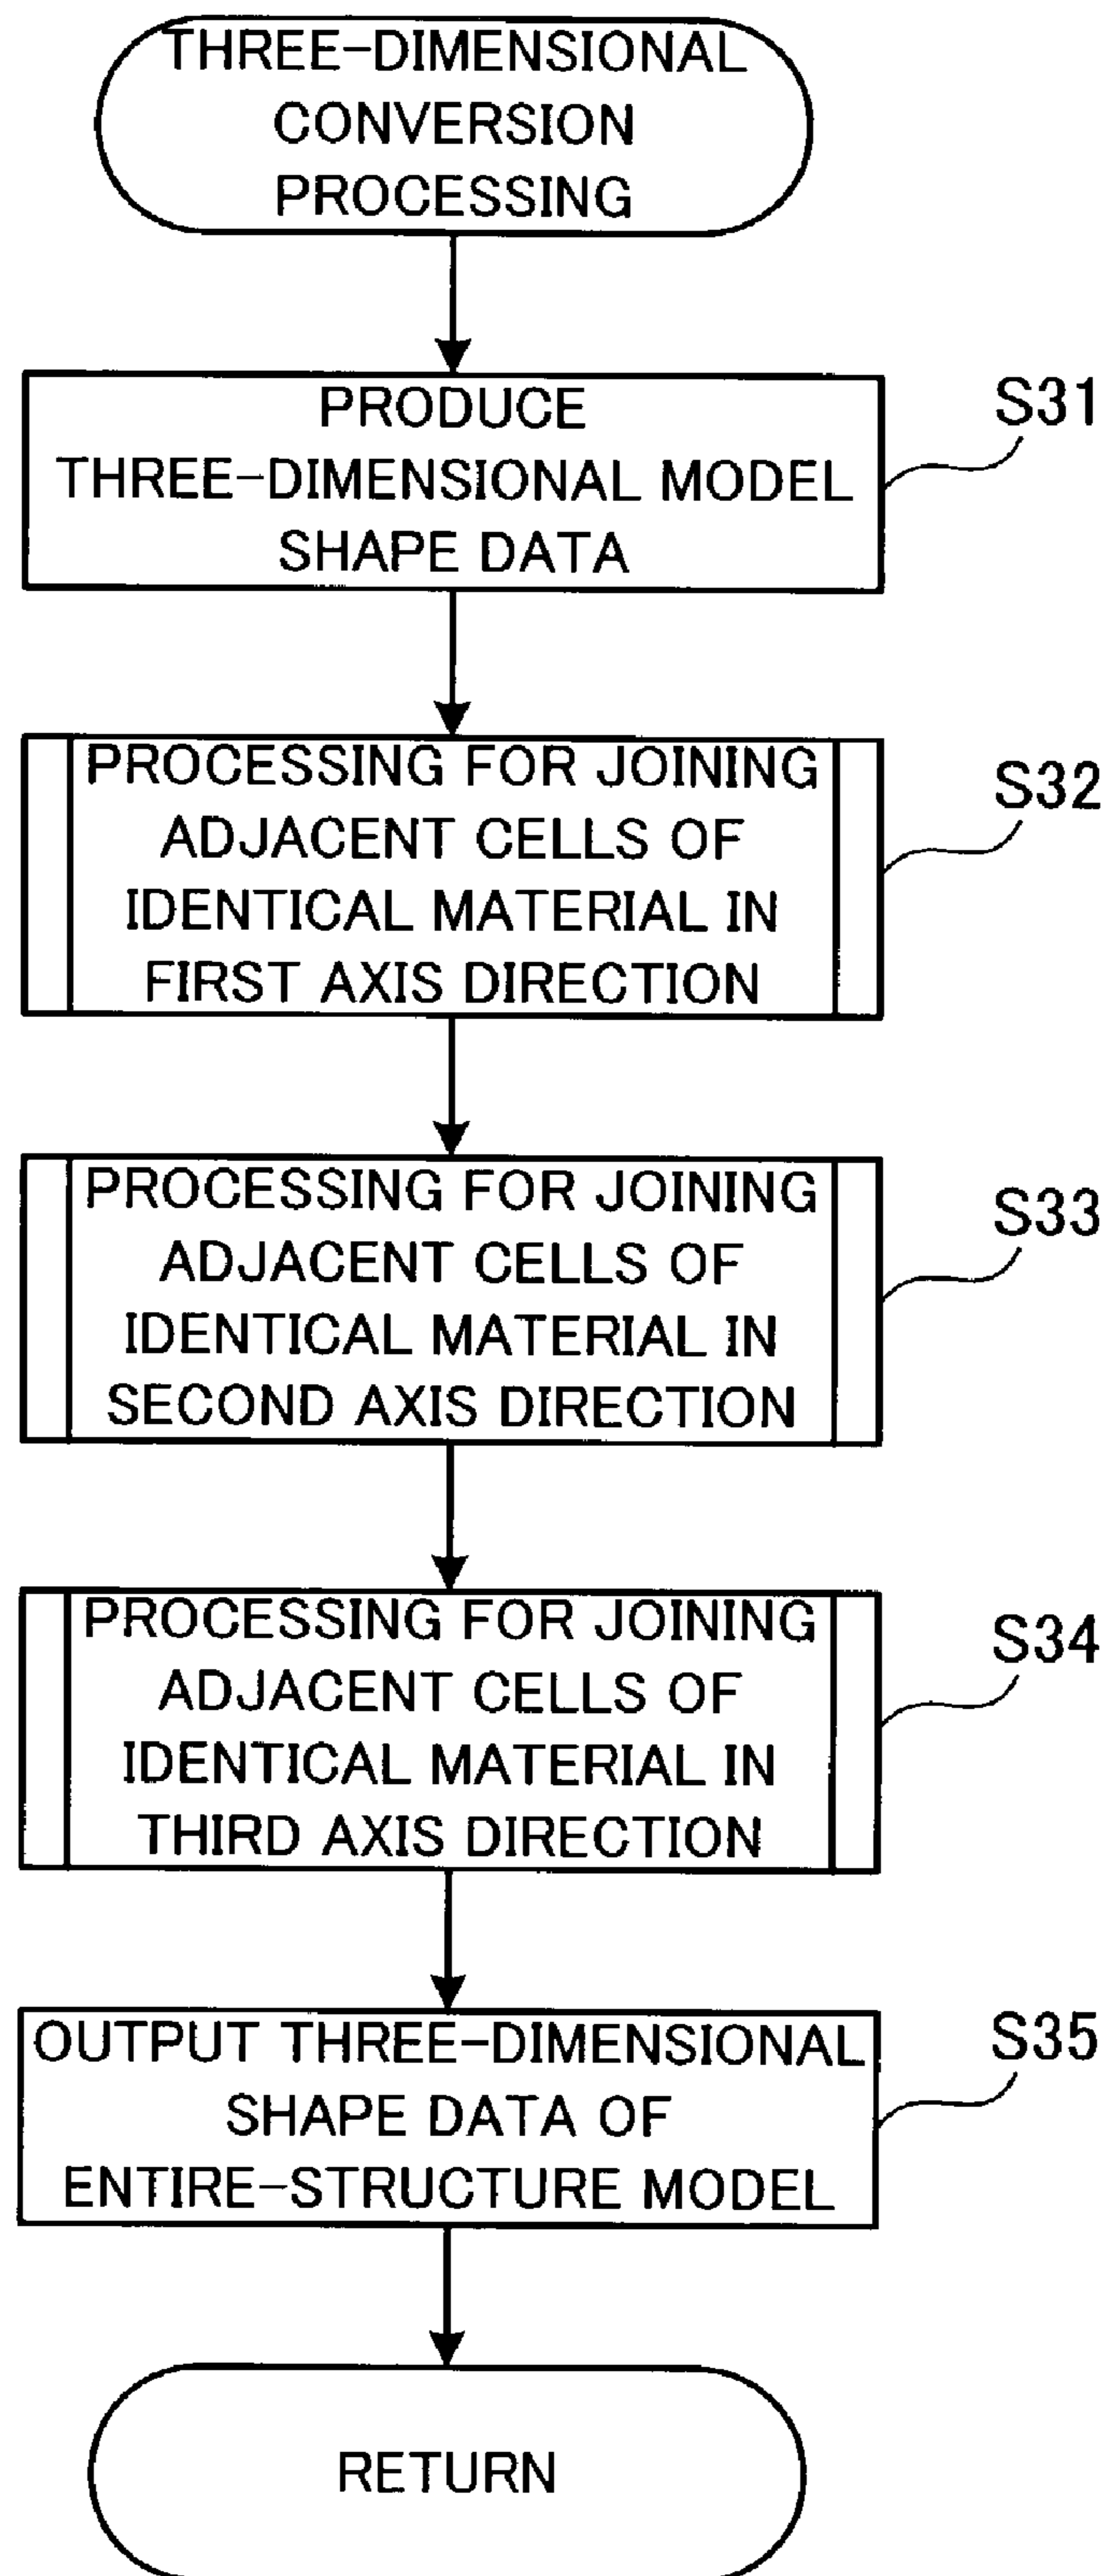 THREE-DIMENSIONAL
CONVERSION
PROCESSING
PRODUCE
THREE-DIMENSIONAL MODEL
SHAPE DATA
S31
PROCESSING FOR JOINING
ADJACENT CELLS OF
IDENTICAL MATERIAL IN
FIRST AXIS DIRECTION
S32
PROCESSING FOR JOINING
ADJACENT CELLS OF
IDENTICAL MATERIAL IN
SECOND AXIS DIRECTION
S33
PROCESSING FOR JOINING
ADJACENT CELLS OF
IDENTICAL MATERIAL IN
THIRD AXIS DIRECTION
S34
OUTPUT THREE-DIMENSIONAL
SHAPE DATA OF
ENTIRE-STRUCTURE MODEL
S35
RETURN